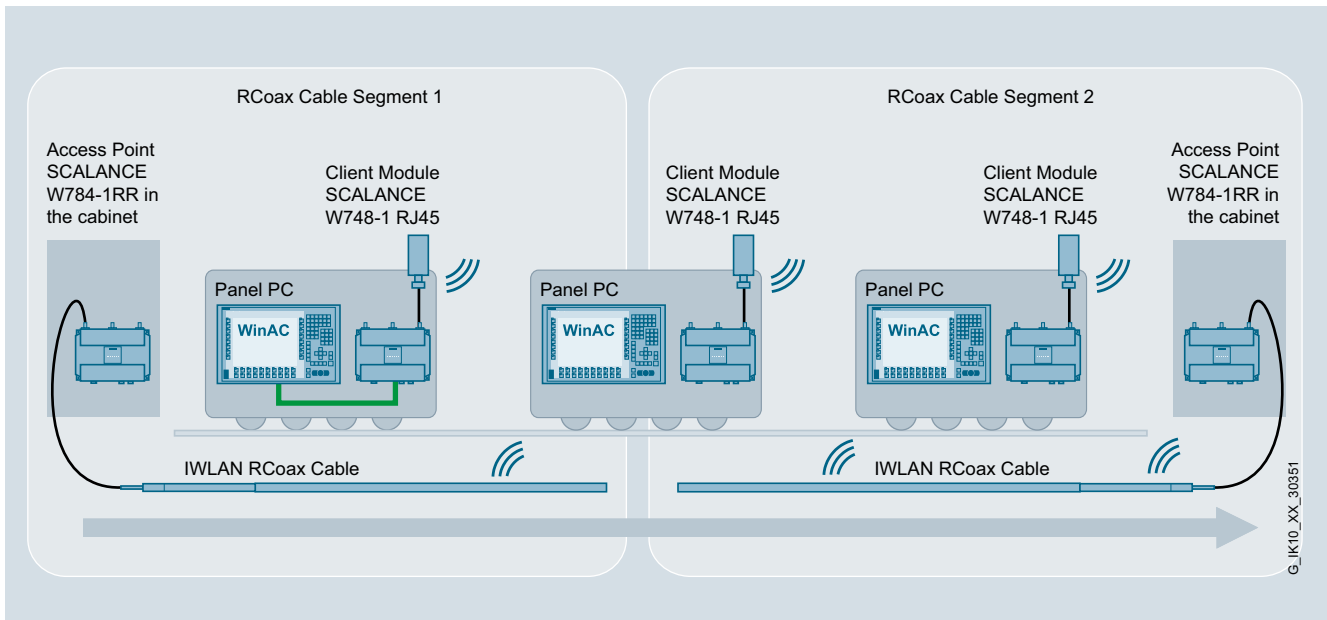 RCoax Cable Segment 1
RCoax Cable Segment 2
Access Point
SCALANCE
W784-1RR in
the cabinet
Client Module
SCALANCE
W748-1 RJ45
Client Module
SCALANCE
W748-1 RJ45
Client Module
SCALANCE
W748-1 RJ45
Access Point
SCALANCE
W784-1RR in
the cabinet
Panel PC
WinAC
Panel PC
WinAC
Panel PC
WinAC
IWLAN RCoax Cable
IWLAN RCoax Cable
G_IK10_XX_30351